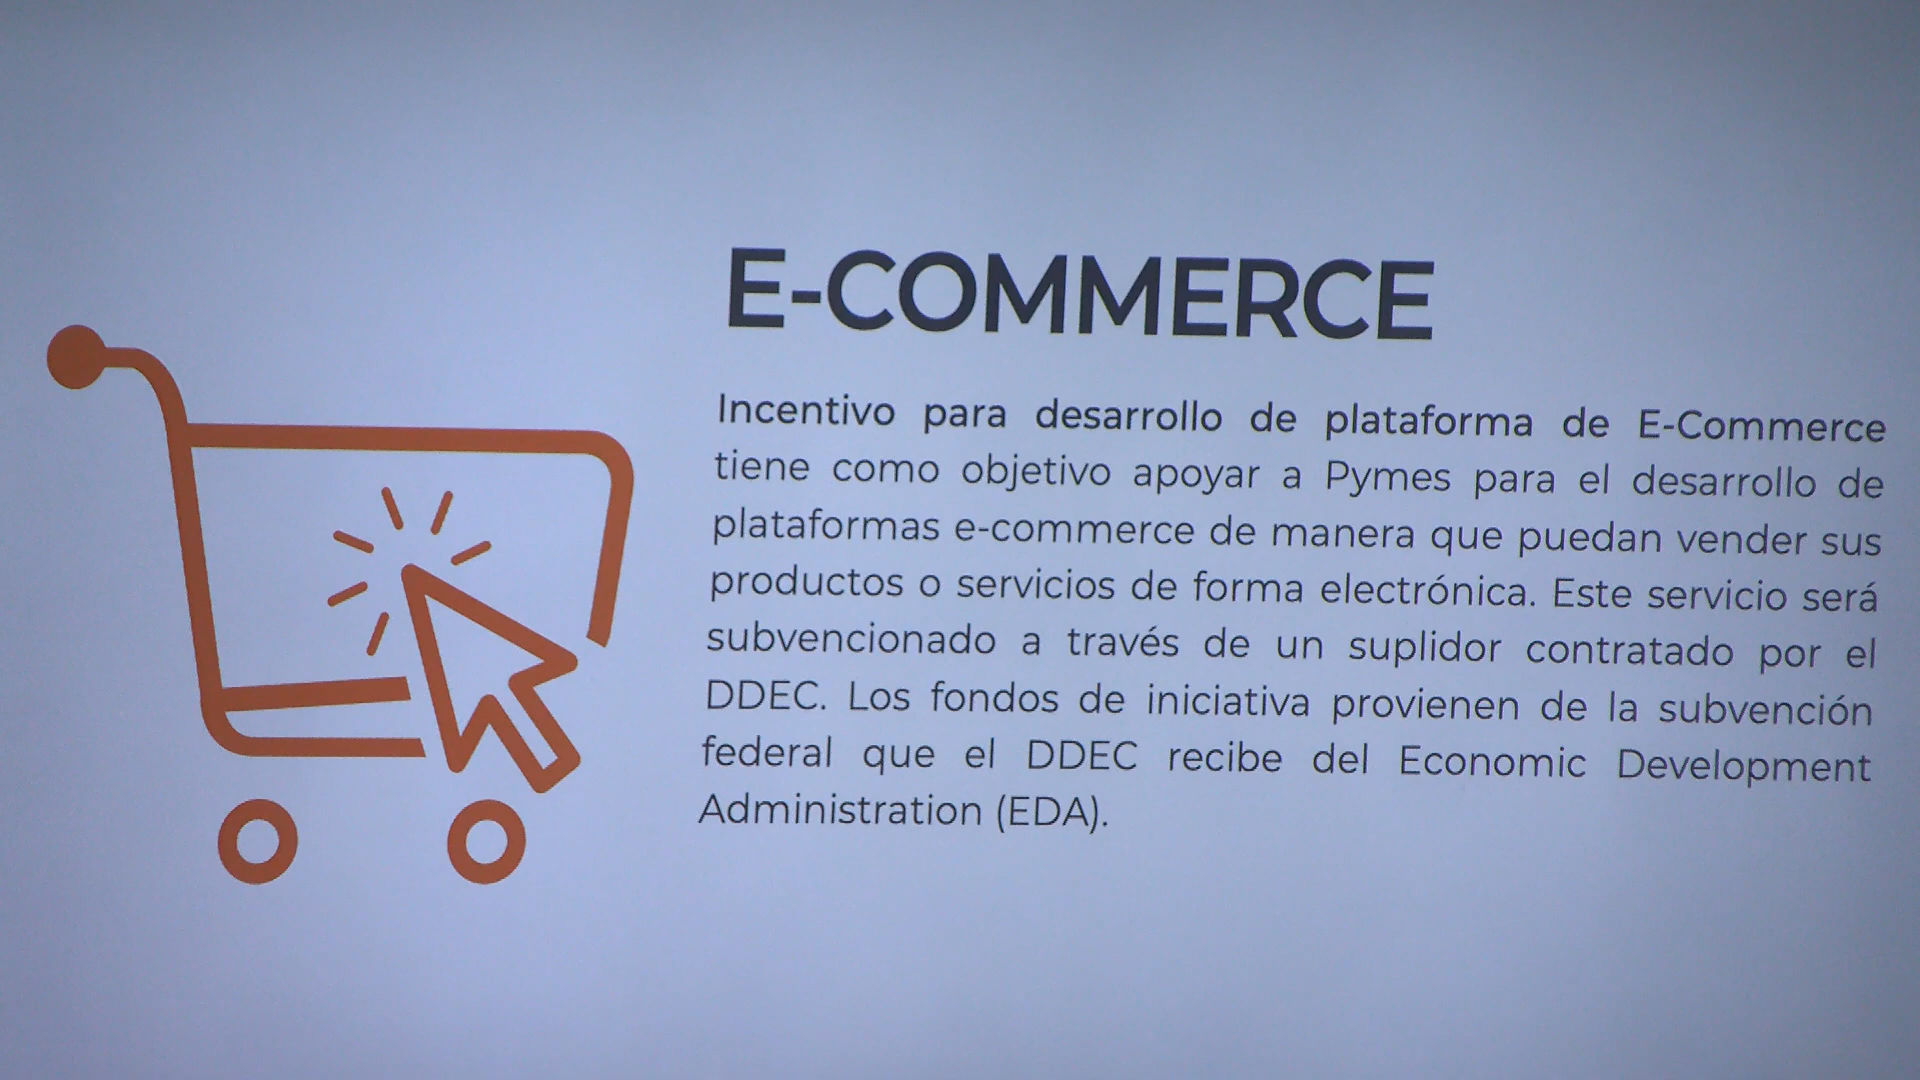 E-COMMERCE
Incentivo para desarrollo de plataforma de E-Commerce
tiene como objetivo apoyar a Pymes para el desarrollo de
plataformas e-commerce de manera que puedan vender sus
productos o servicios de forma electrónica. Este servicio será
subvencionado a través de un suplidor contratado por el
DDEC. Los fondos de iniciativa provienen de la subvención
federal que el DDEC recibe del Economic Development
Administration (EDA).